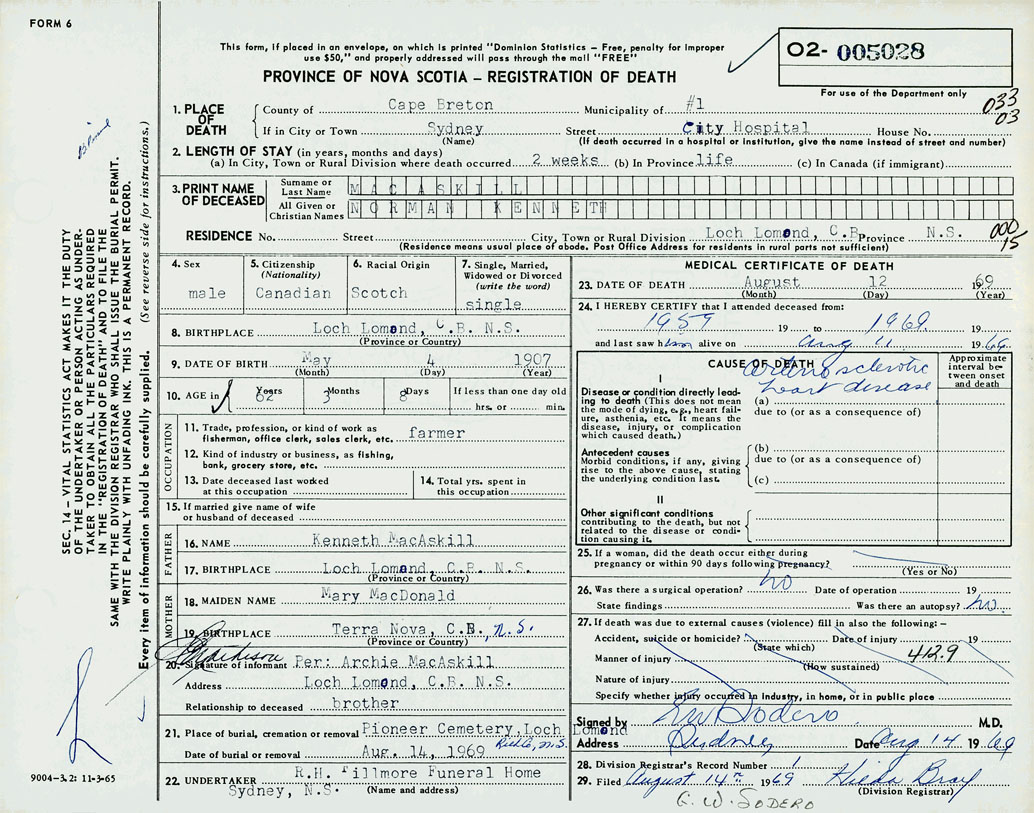 FORM 6
This form, if placed in an envelope, on which is printed "Dominion Statistics – Free, penalty for improper
use $50," and properly addressed will pass through the mail "FREE"
PROVINCE OF NOVA SCOTIA – REGISTRATION OF DEATH
02- 005028
For use of the Department only
033
03
1. PLACE OF DEATH
County of Cape Breton Municipality of #1
If in City or Town Sydney Street City Hospital House No.
(Name) (If death occurred in a hospital or institution, give the name instead of street and number)
2. LENGTH OF STAY (in years, months and days)
(a) In City, Town or Rural Division where death occurred 2 weeks (b) In Province life (c) In Canada (if immigrant)
3. PRINT NAME OF DECEASED
Surname or Last Name MACASKILL
All Given or Christian Names NORMAN KENNETH
RESIDENCE No. Street City, Town or Rural Division Loch Lomond, C.B. Province N.S.
(Residence means usual place of abode. Post Office Address for residents in rural parts not sufficient)
000
15
4. Sex
male
5. Citizenship
(Nationality)
Canadian
6. Racial Origin
Scotch
7. Single, Married,
Widowed or Divorced
(write the word)
single
8. BIRTHPLACE Loch Lomond, C.B. N.S.
(Province or Country)
9. DATE OF BIRTH May 4 1907
(Month) (Day) (Year)
10. AGE in 62 Years 3 Months 8 Days If less than one day old
hrs. or min.
OCCUPATION
11. Trade, profession, or kind of work as
fisherman, office clerk, sales clerk, etc. farmer
12. Kind of industry or business, as fishing,
bank, grocery store, etc.
13. Date deceased last worked
at this occupation
14. Total yrs. spent in
this occupation
15. If married give name of wife
or husband of deceased
FATHER
16. NAME Kenneth MacAskill
17. BIRTHPLACE Loch Lomond, C.B. N.S.
(Province or Country)
MOTHER
18. MAIDEN NAME Mary MacDonald
19. BIRTHPLACE Terra Nova, C.B., N.S.
(Province or Country)
20. Signature of informant Per: Archie MacAskill
Address Loch Lomond, C.B. N.S.
Relationship to deceased brother
21. Place of burial, cremation or removal Pioneer Cemetery, Loch Lomond
Date of burial or removal Aug. 14, 1969
22. UNDERTAKER R.H. Fillmore Funeral Home
Sydney, N.S. (Name and address)
MEDICAL CERTIFICATE OF DEATH
23. DATE OF DEATH August 12 1969
(Month) (Day) (Year)
24. I HEREBY CERTIFY that I attended deceased from:
1959 19 to 1969 19
and last saw him alive on Aug 11 1969
CAUSE OF DEATH
Approximate
interval be-
tween onset
and death
Arterio sclerotic
heart disease
I
Disease or condition directly lead-
ing to death (This does not mean
the mode of dying, e.g., heart fail-
ure, asthenia, etc. It means the
disease, injury, or complication
which caused death.)
(a)
due to (or as a consequence of)
Antecedent causes
Morbid conditions, if any, giving
rise to the above cause, stating
the underlying condition last.
(b)
due to (or as a consequence of)
(c)
II
Other significant conditions
contributing to the death, but not
related to the disease or condi-
tion causing it.
25. If a woman, did the death occur either during
pregnancy or within 90 days following pregnancy?
(Yes or No)
26. Was there a surgical operation? no Date of operation 19
State findings Was there an autopsy? no
27. If death was due to external causes (violence) fill in also the following: –
Accident, suicide or homicide? Date of injury 19
(State which)
Manner of injury 412.9
(How sustained)
Nature of injury
Specify whether injury occurred in industry, in home, or in public place
Signed by EW Sodero M.D.
Address Sydney Date Aug 14 1969
28. Division Registrar's Record Number 1
29. Filed August 14th 1969 Hilda Bray
(Division Registrar)
E. W. SODERO
SEC. 14 – VITAL STATISTICS ACT MAKES IT THE DUTY
OF THE UNDERTAKER OR PERSON ACTING AS UNDER-
TAKER TO OBTAIN ALL THE PARTICULARS REQUIRED
IN THE "REGISTRATION OF DEATH" AND TO FILE THE
SAME WITH THE DIVISION REGISTRAR WHO SHALL ISSUE THE BURIAL PERMIT.
WRITE PLAINLY WITH UNFADING INK. THIS IS A PERMANENT RECORD.
Every item of information should be carefully supplied. (See reverse side for instructions.)
9004-3.2: 11-3-65